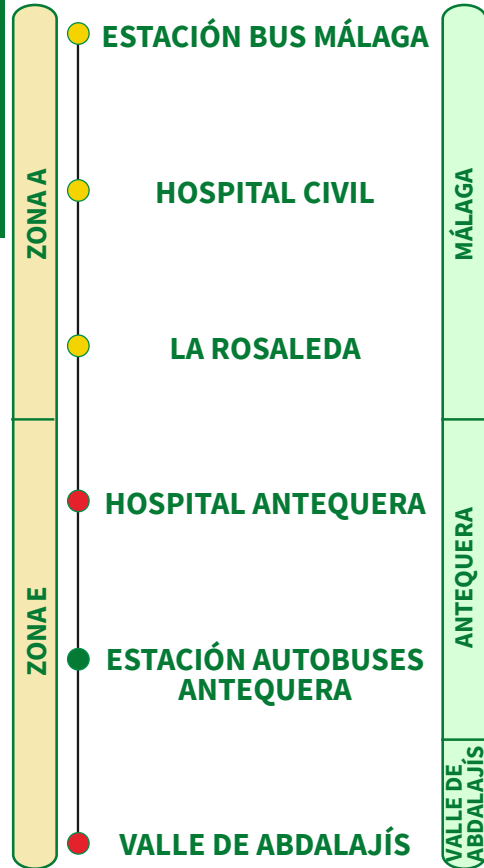 ESTACIÓN BUS MÁLAGA
HOSPITAL CIVIL
LA ROSALEDA
HOSPITAL ANTEQUERA
ESTACIÓN AUTOBUSES
ANTEQUERA
VALLE DE ABDALAJÍS
ZONA A
ZONA E
MÁLAGA
ANTEQUERA
VALLE DE
ABDALAJÍS